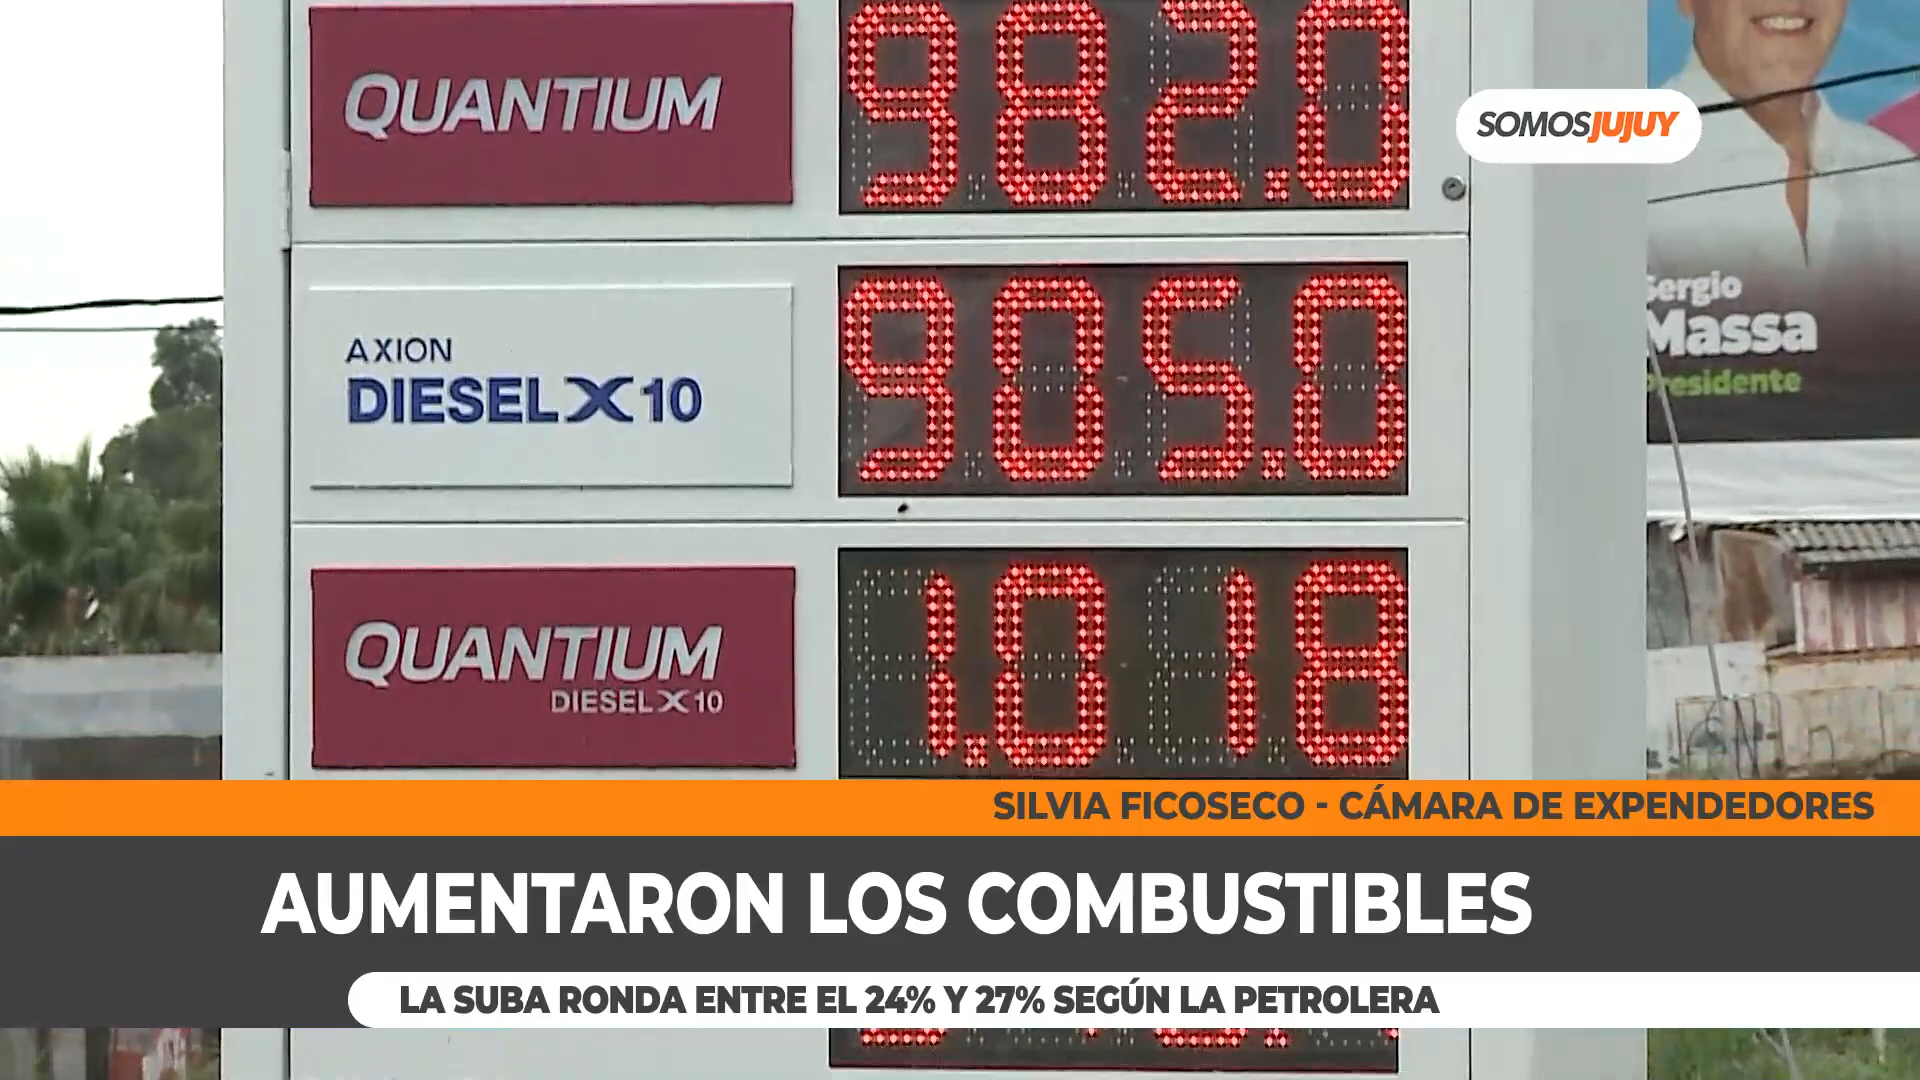 QUANTIUM
982.0
SOMOSJUJUY
AXION
DIESEL X10
905.0
Sergio
Massa
Presidente
QUANTIUM
DIESEL X10
1.018
SILVIA FICOSECO - CÁMARA DE EXPENDEDORES
AUMENTARON LOS COMBUSTIBLES
LA SUBA RONDA ENTRE EL 24% Y 27% SEGÚN LA PETROLERA